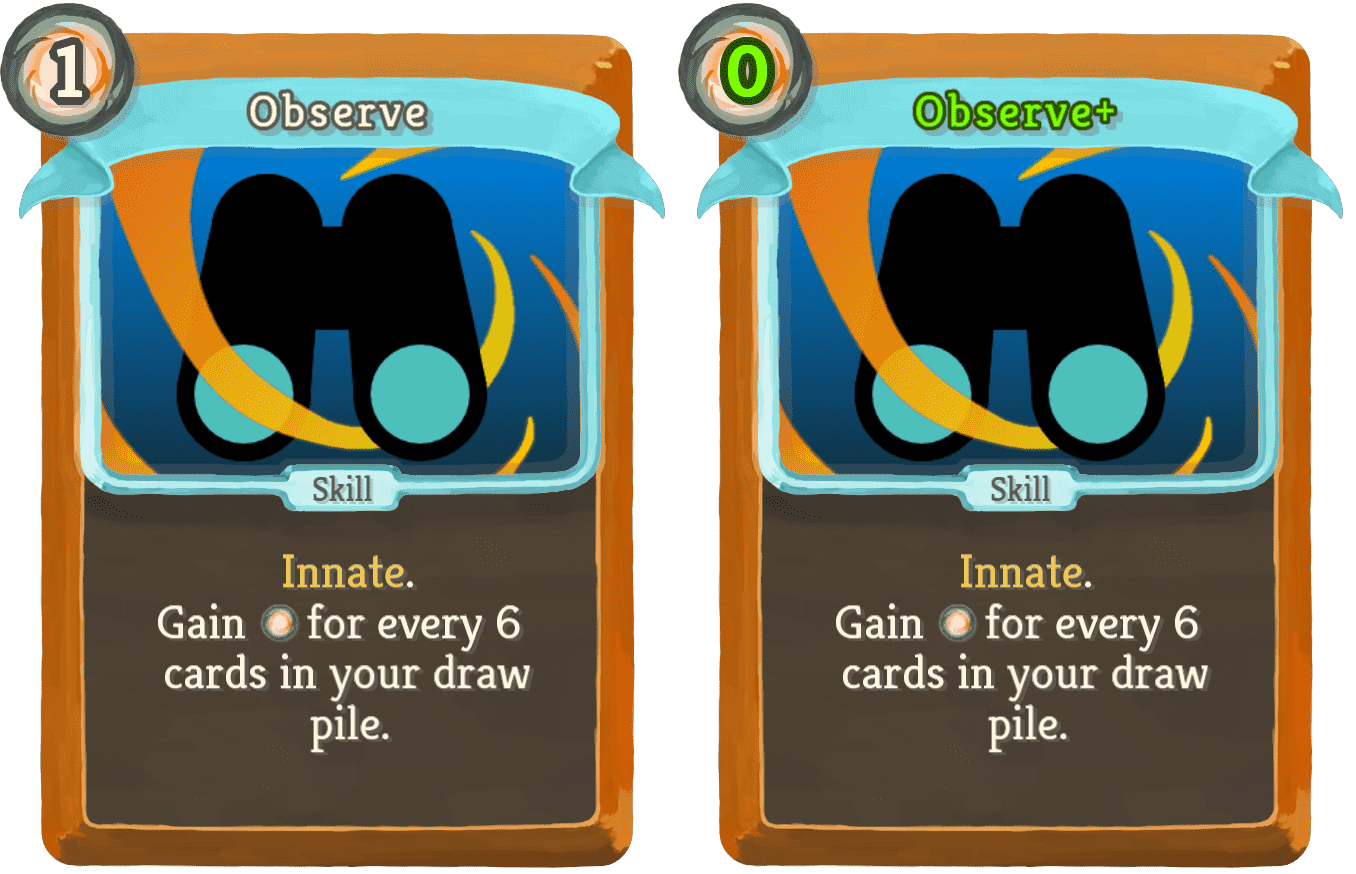 1
Observe
Skill
Innate.
Gain for every 6
cards in your draw
pile.
0
Observe+
Skill
Innate.
Gain for every 6
cards in your draw
pile.